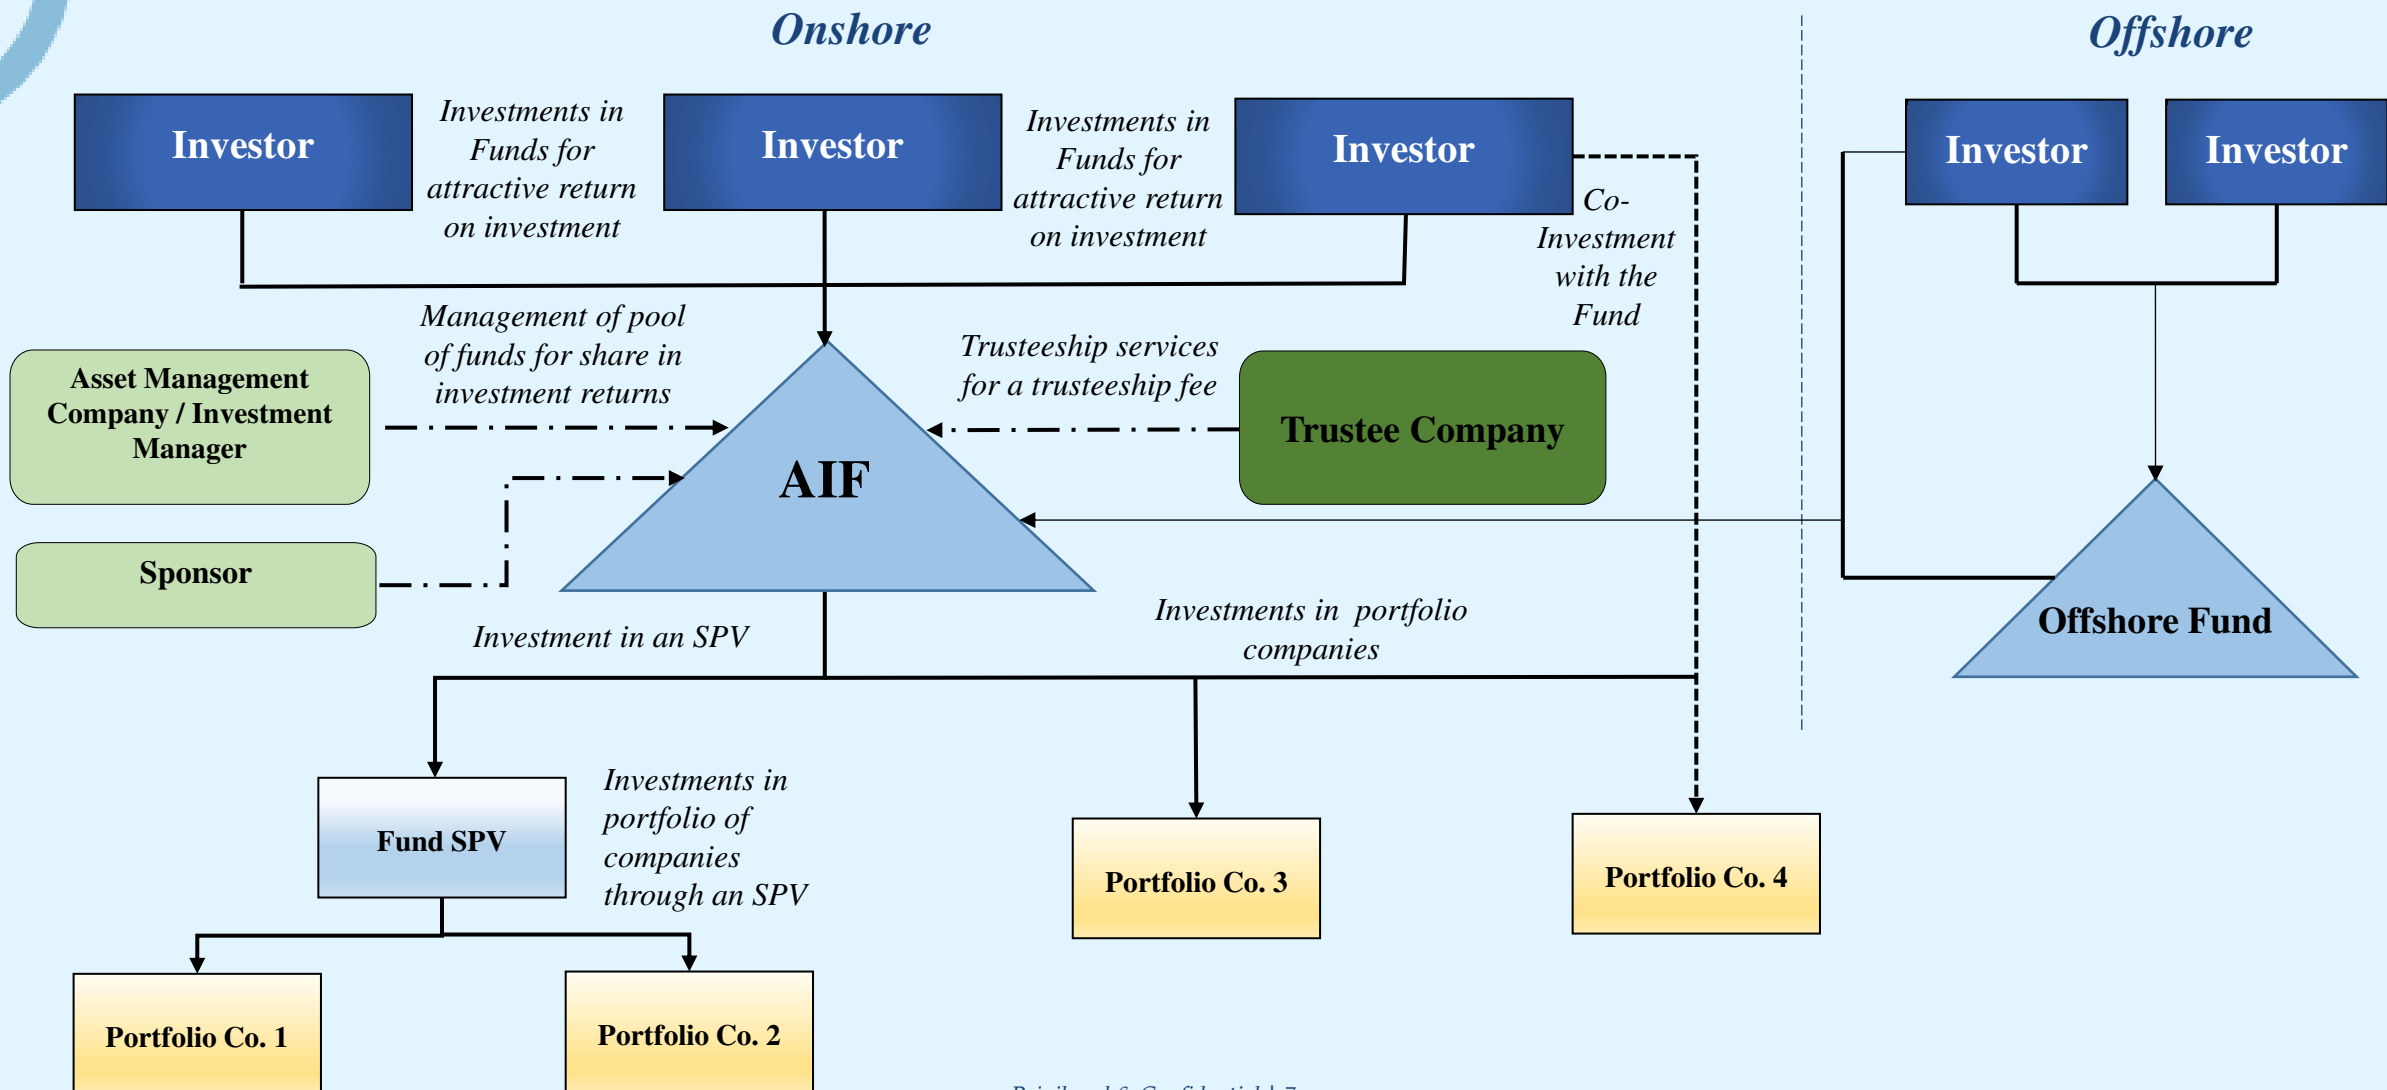 Onshore
Offshore
Investor
Investments in
Funds for
attractive return
on investment
Investor
Investments in
Funds for
attractive return
on investment
Investor
Co-
Investment
with the
Fund
Investor
Investor
Management of pool
of funds for share in
investment returns
Trusteeship services
for a trusteeship fee
Asset Management
Company / Investment
Manager
Trustee Company
AIF
Sponsor
Offshore Fund
Investment in an SPV
Investments in portfolio
companies
Fund SPV
Investments in
portfolio of
companies
through an SPV
Portfolio Co. 3
Portfolio Co. 4
Portfolio Co. 1
Portfolio Co. 2